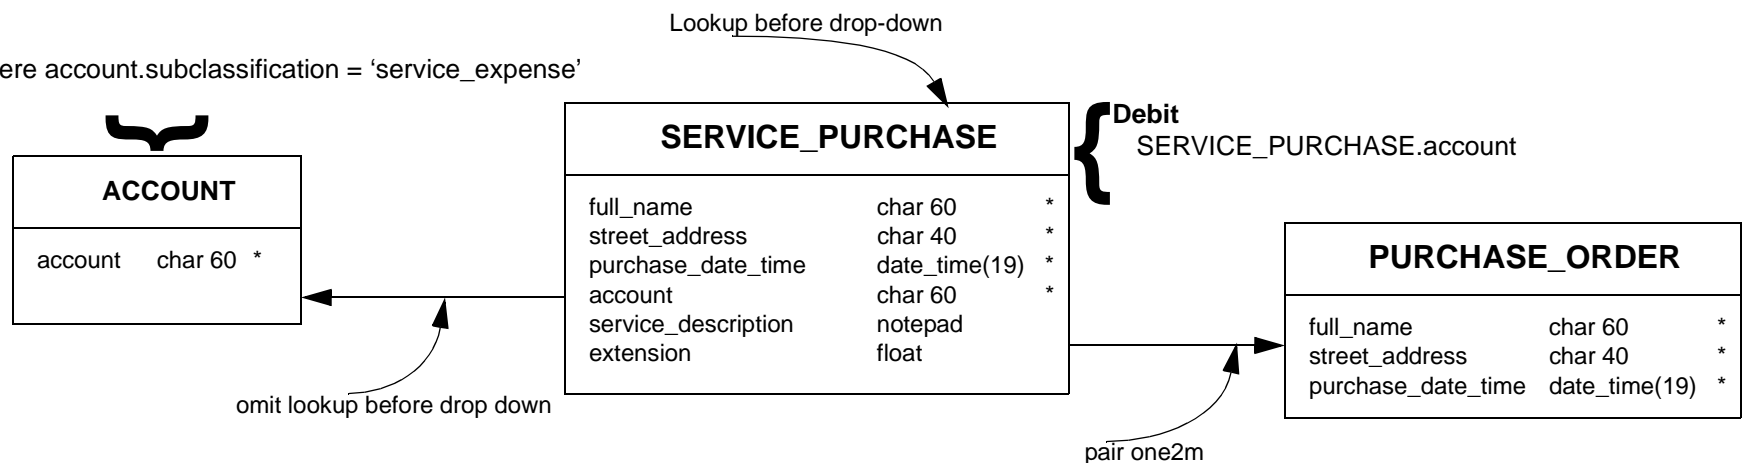 Lookup before drop-down
ere account.subclassification = ‘service_expense’
ACCOUNT
account char 60 *
SERVICE_PURCHASE
full_name char 60 *
street_address char 40 *
purchase_date_time date_time(19) *
account char 60 *
service_description notepad
extension float
Debit
SERVICE_PURCHASE.account
PURCHASE_ORDER
full_name char 60 *
street_address char 40 *
purchase_date_time date_time(19) *
omit lookup before drop down
pair one2m